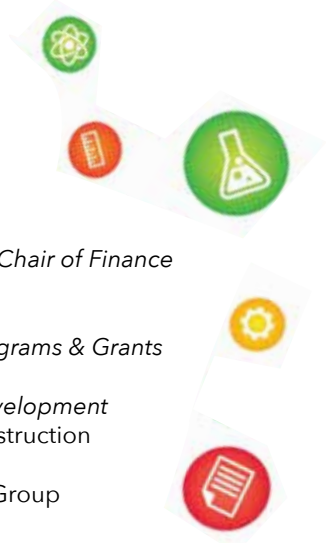 Chair of Finance
grams & Grants
velopment
struction
Group